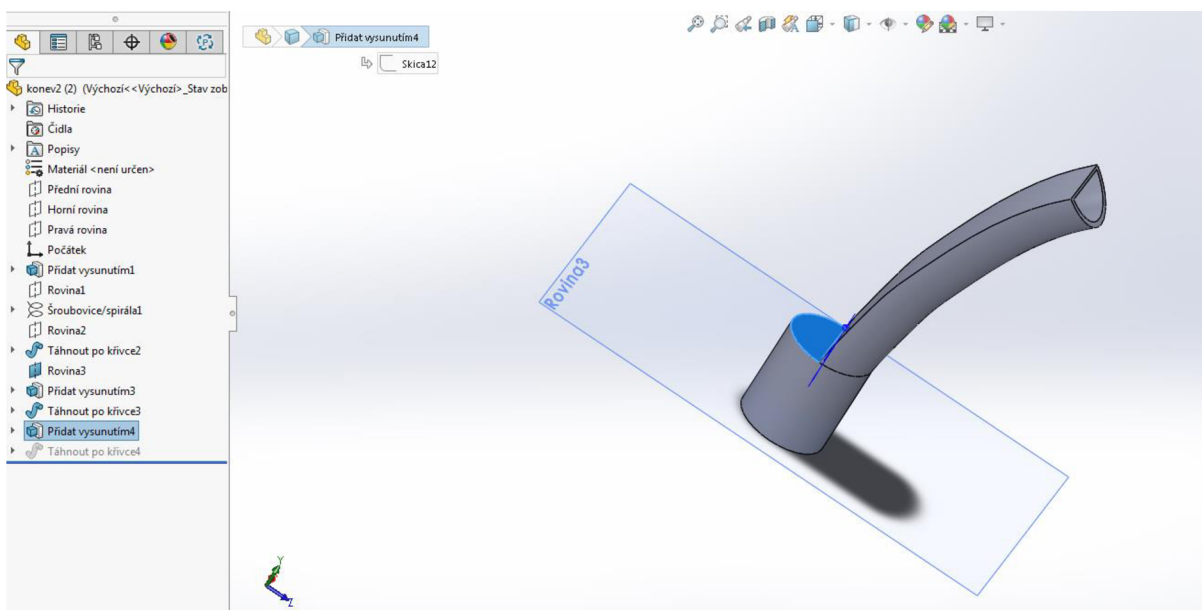 Přidat vysunutím4
Skica12
konev2 (2) (Výchozí<<Výchozí>_Stav zob
Historie
Čidla
Popisy
Materiál <není určen>
Přední rovina
Horní rovina
Pravá rovina
Počátek
Přidat vysunutím1
Rovina1
Šroubovice/spirála1
Rovina2
Táhnout po křivce2
Rovina3
Přidat vysunutím3
Táhnout po křivce3
Přidat vysunutím4
Táhnout po křivce4
Rovina3
Y
Z